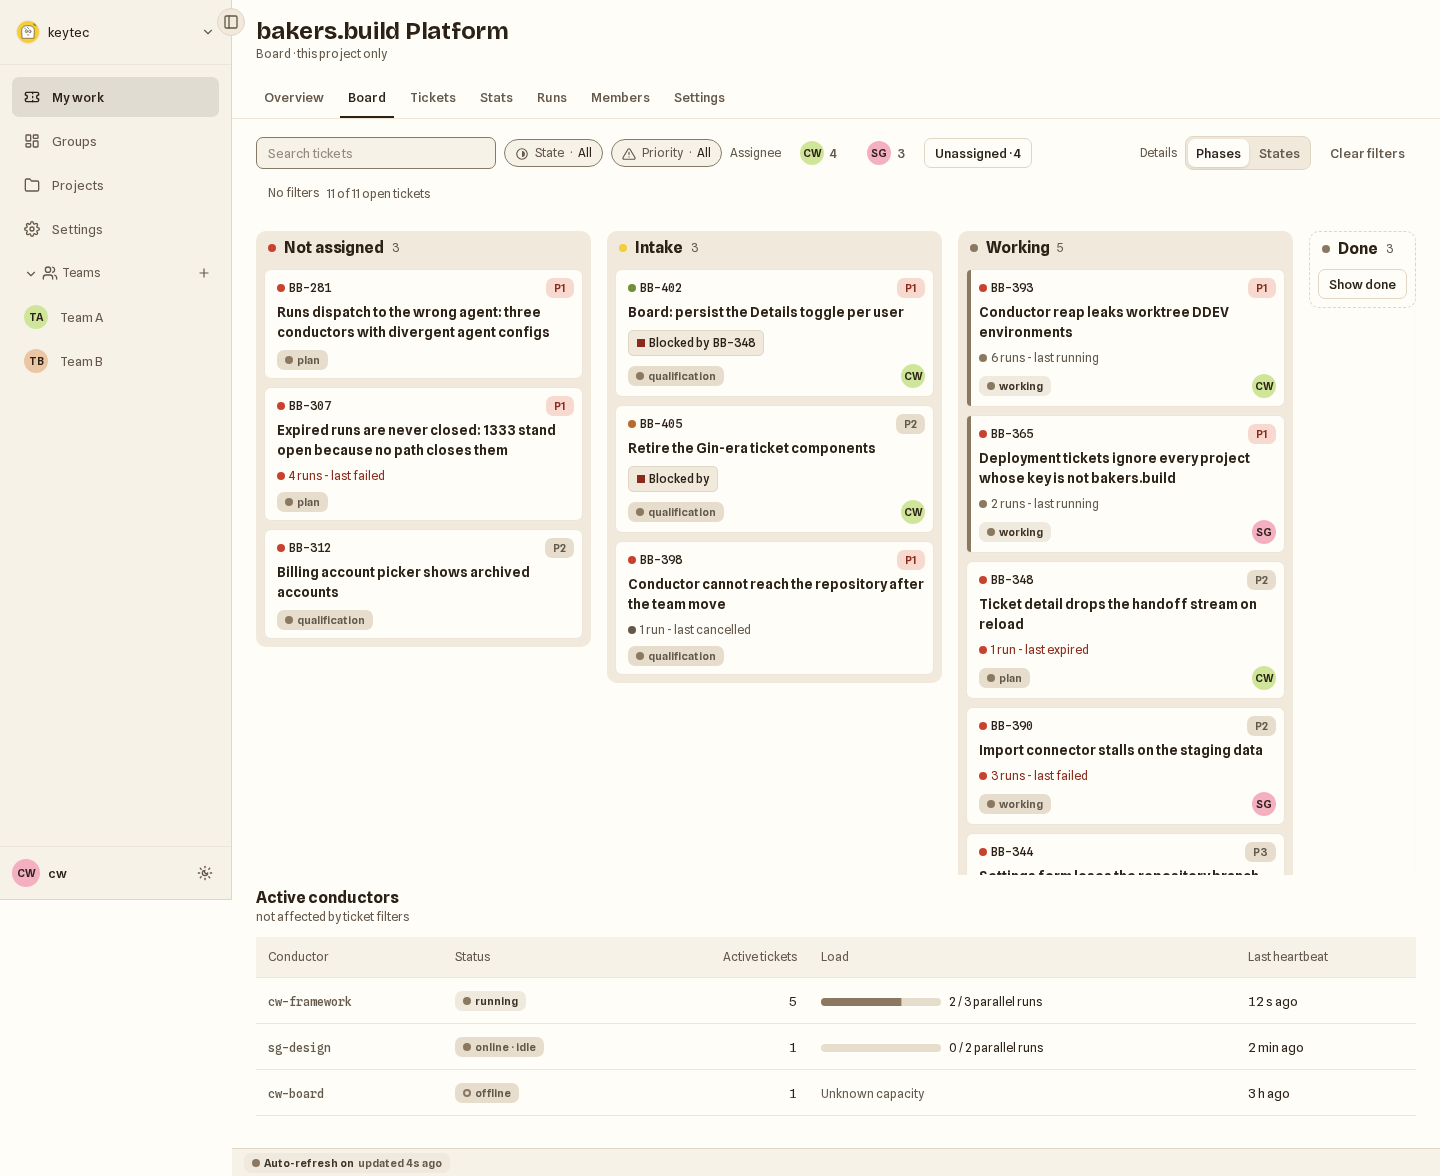 keytec
bakers.build Platform
Board · this project only
My work
Groups
Projects
Settings
Teams
TA Team A
TB Team B
CW cw
Overview Board Tickets Stats Runs Members Settings
Search tickets State · All Priority · All Assignee CW 4 SG 3 Unassigned · 4 Details Phases States Clear filters
No filters 11 of 11 open tickets
Not assigned 3
BB-281 P1
Runs dispatch to the wrong agent: three
conductors with divergent agent configs
plan
BB-307 P1
Expired runs are never closed: 1333 stand
open because no path closes them
4 runs - last failed
plan
BB-312 P2
Billing account picker shows archived
accounts
qualification
Intake 3
BB-402 P1
Board: persist the Details toggle per user
Blocked by BB-348
qualification CW
BB-405 P2
Retire the Gin-era ticket components
Blocked by
qualification CW
BB-398 P1
Conductor cannot reach the repository after
the team move
1 run - last cancelled
qualification
Working 5
BB-393 P1
Conductor reap leaks worktree DDEV
environments
6 runs - last running
working CW
BB-365 P1
Deployment tickets ignore every project
whose key is not bakers.build
2 runs - last running
working SG
BB-348 P2
Ticket detail drops the handoff stream on
reload
1 run - last expired
plan CW
BB-390 P2
Import connector stalls on the staging data
3 runs - last failed
working SG
BB-344 P3
Settings form loses the repository branch
Done 3
Show done
Active conductors
not affected by ticket filters
Conductor Status Active tickets Load Last heartbeat
cw-framework running 5 2 / 3 parallel runs 12 s ago
sg-design online · idle 1 0 / 2 parallel runs 2 min ago
cw-board offline 1 Unknown capacity 3 h ago
Auto-refresh on updated 4s ago